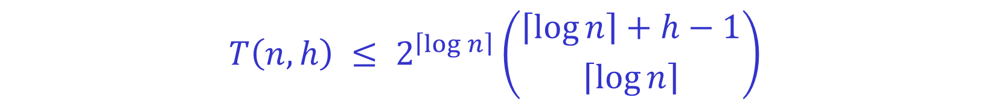 T(n, h) ≤ 2^{⌈log n⌉} \binom{⌈log n⌉ + h − 1}{⌈log n⌉}